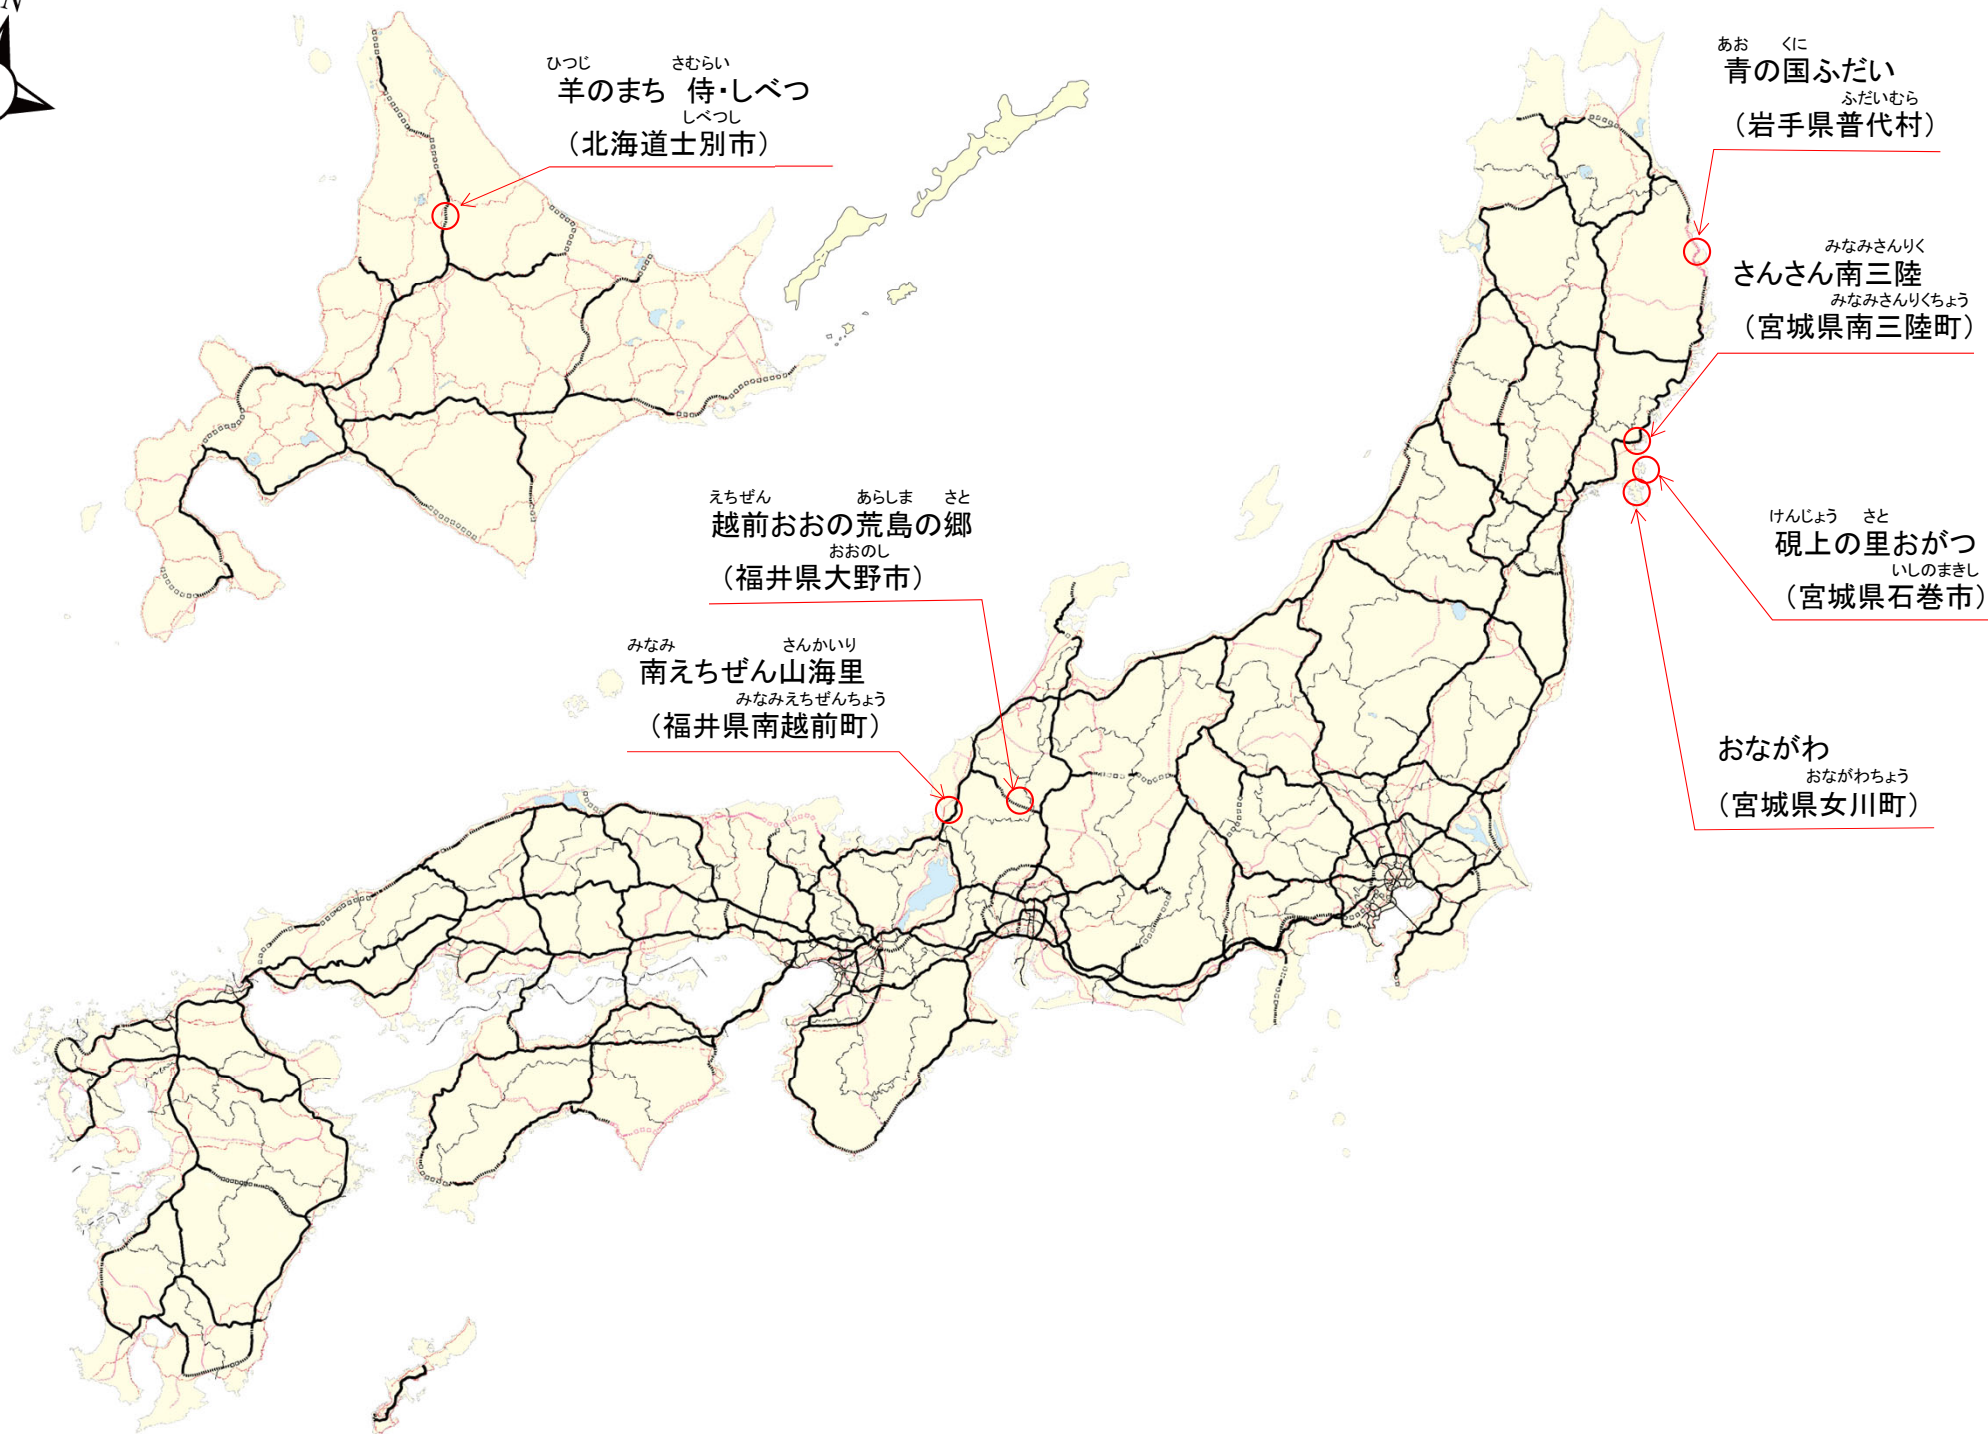 N
ひつじ さむらい
羊のまち 侍・しべつ
しべつし
(北海道士別市)
あお くに
青の国ふだい
ふだいむら
(岩手県普代村)
みなみさんりく
さんさん南三陸
みなみさんりくちょう
(宮城県南三陸町)
えちぜん あらしま さと
越前おおの荒島の郷
おおのし
(福井県大野市)
けんじょう さと
硯上の里おがつ
いしのまきし
(宮城県石巻市)
みなみ さんかいり
南えちぜん山海里
みなみえちぜんちょう
(福井県南越前町)
おながわ
おながわちょう
(宮城県女川町)